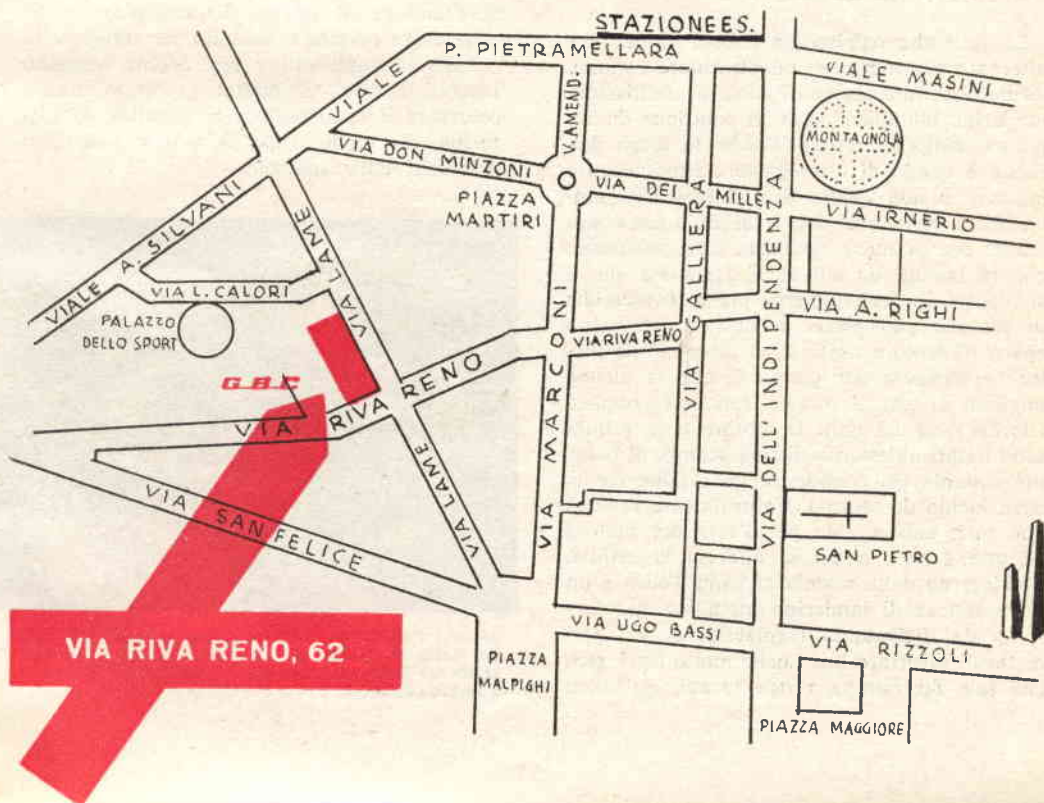 STAZIONE ES.
P. PIETRAMELLARA
VIALE
V. AMEND.
VIALE MASINI
MONTAGNOLA
VIA DON MINZONI
VIA DEI MILLE
PIAZZA
MARTIRI
VIA IRNERIO
VIALE A. SILVANI
VIA L. CALORI
VIA LAME
VIA GALLIERA
VIA DELL'INDIPENDENZA
VIA A. RIGHI
PALAZZO
DELLO SPORT
G.B.C
VIA RIVA RENO
VIA RIVA RENO
VIA MARCONI
VIA LAME
VIA SAN FELICE
SAN PIETRO
VIA RIVA RENO, 62
VIA UGO BASSI
VIA RIZZOLI
PIAZZA
MALPIGHI
PIAZZA MAGGIORE